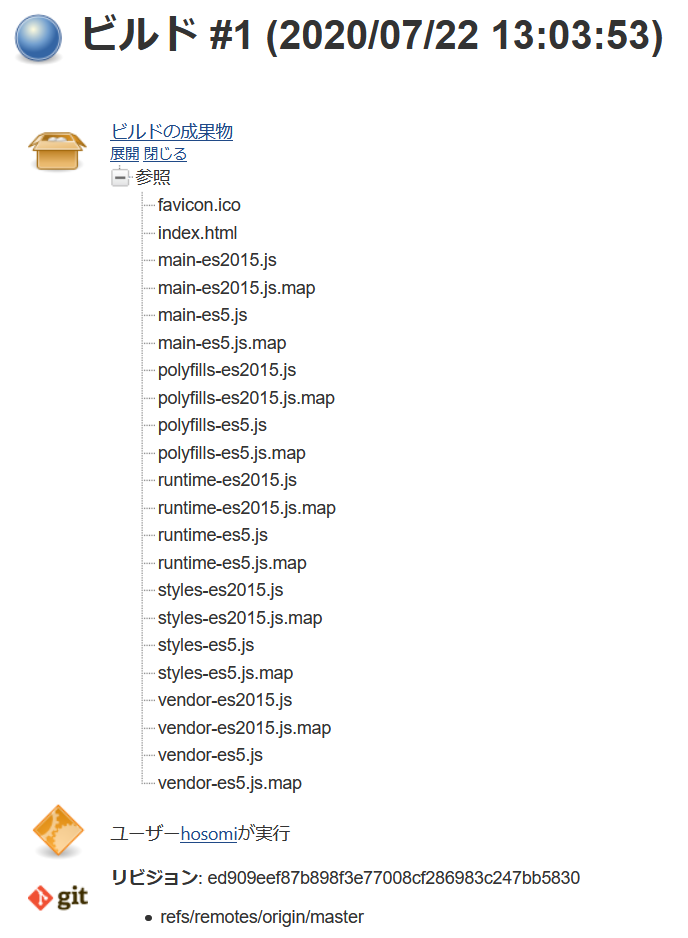 ビルド #1 (2020/07/22 13:03:53)
ビルドの成果物
展開 閉じる
参照
favicon.ico
index.html
main-es2015.js
main-es2015.js.map
main-es5.js
main-es5.js.map
polyfills-es2015.js
polyfills-es2015.js.map
polyfills-es5.js
polyfills-es5.js.map
runtime-es2015.js
runtime-es2015.js.map
runtime-es5.js
runtime-es5.js.map
styles-es2015.js
styles-es2015.js.map
styles-es5.js
styles-es5.js.map
vendor-es2015.js
vendor-es2015.js.map
vendor-es5.js
vendor-es5.js.map
ユーザーhosomiが実行
リビジョン: ed909eef87b898f3e77008cf286983c247bb5830
git
refs/remotes/origin/master